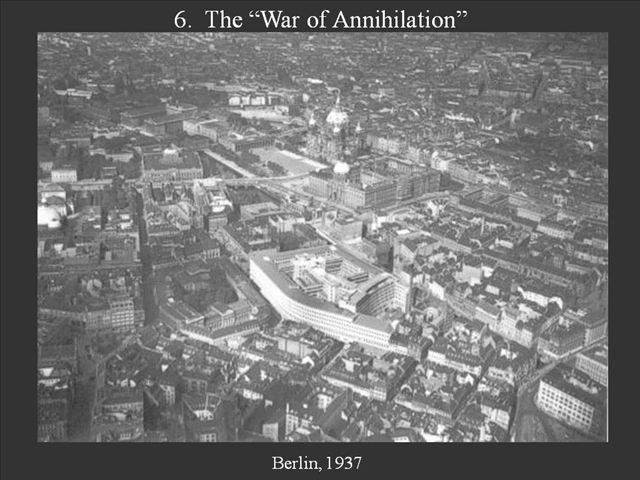 6.  The “War of Annihilation”
Berlin, 1937